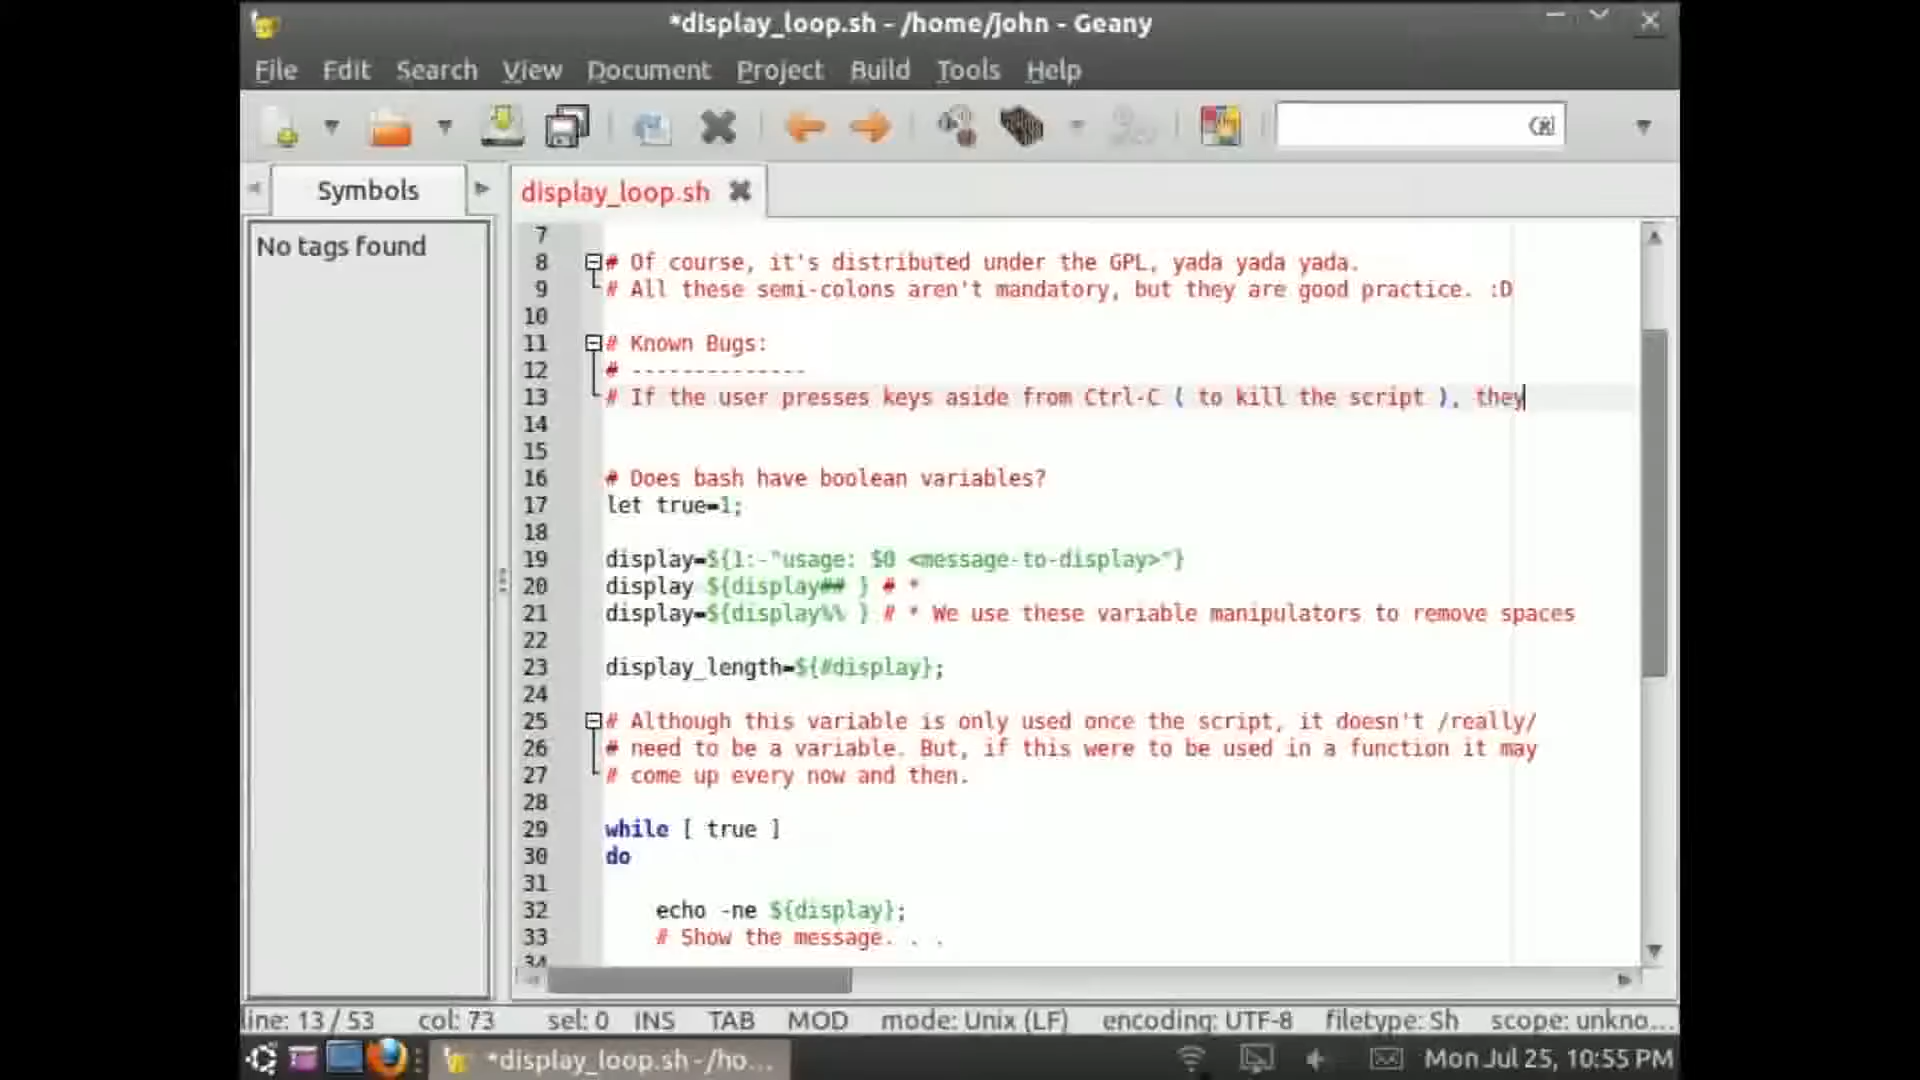 *display_loop.sh - /home/john - Geany
File Edit Search View Document Project Build Tools Help
Symbols
display_loop.sh
No tags found
7
8 # Of course, it's distributed under the GPL, yada yada yada.
9 # All these semi-colons aren't mandatory, but they are good practice. :D
10
11 # Known Bugs:
12 # --------------
13 # If the user presses keys aside from Ctrl-C ( to kill the script ), they
14
15
16 # Does bash have boolean variables?
17 let true=1;
18
19 display=${1:-"usage: $0 <message-to-display>"}
20 display=${display## } # *
21 display=${display%% } # * We use these variable manipulators to remove spaces
22
23 display_length=${#display};
24
25 # Although this variable is only used once the script, it doesn't /really/
26 # need to be a variable. But, if this were to be used in a function it may
27 # come up every now and then.
28
29 while [ true ]
30 do
31
32 echo -ne ${display};
33 # Show the message. . .
34
line: 13 / 53 col: 73 sel: 0 INS TAB MOD mode: Unix (LF) encoding: UTF-8 filetype: Sh scope: unkno...
*display_loop.sh -/ho... Mon Jul 25, 10:55 PM